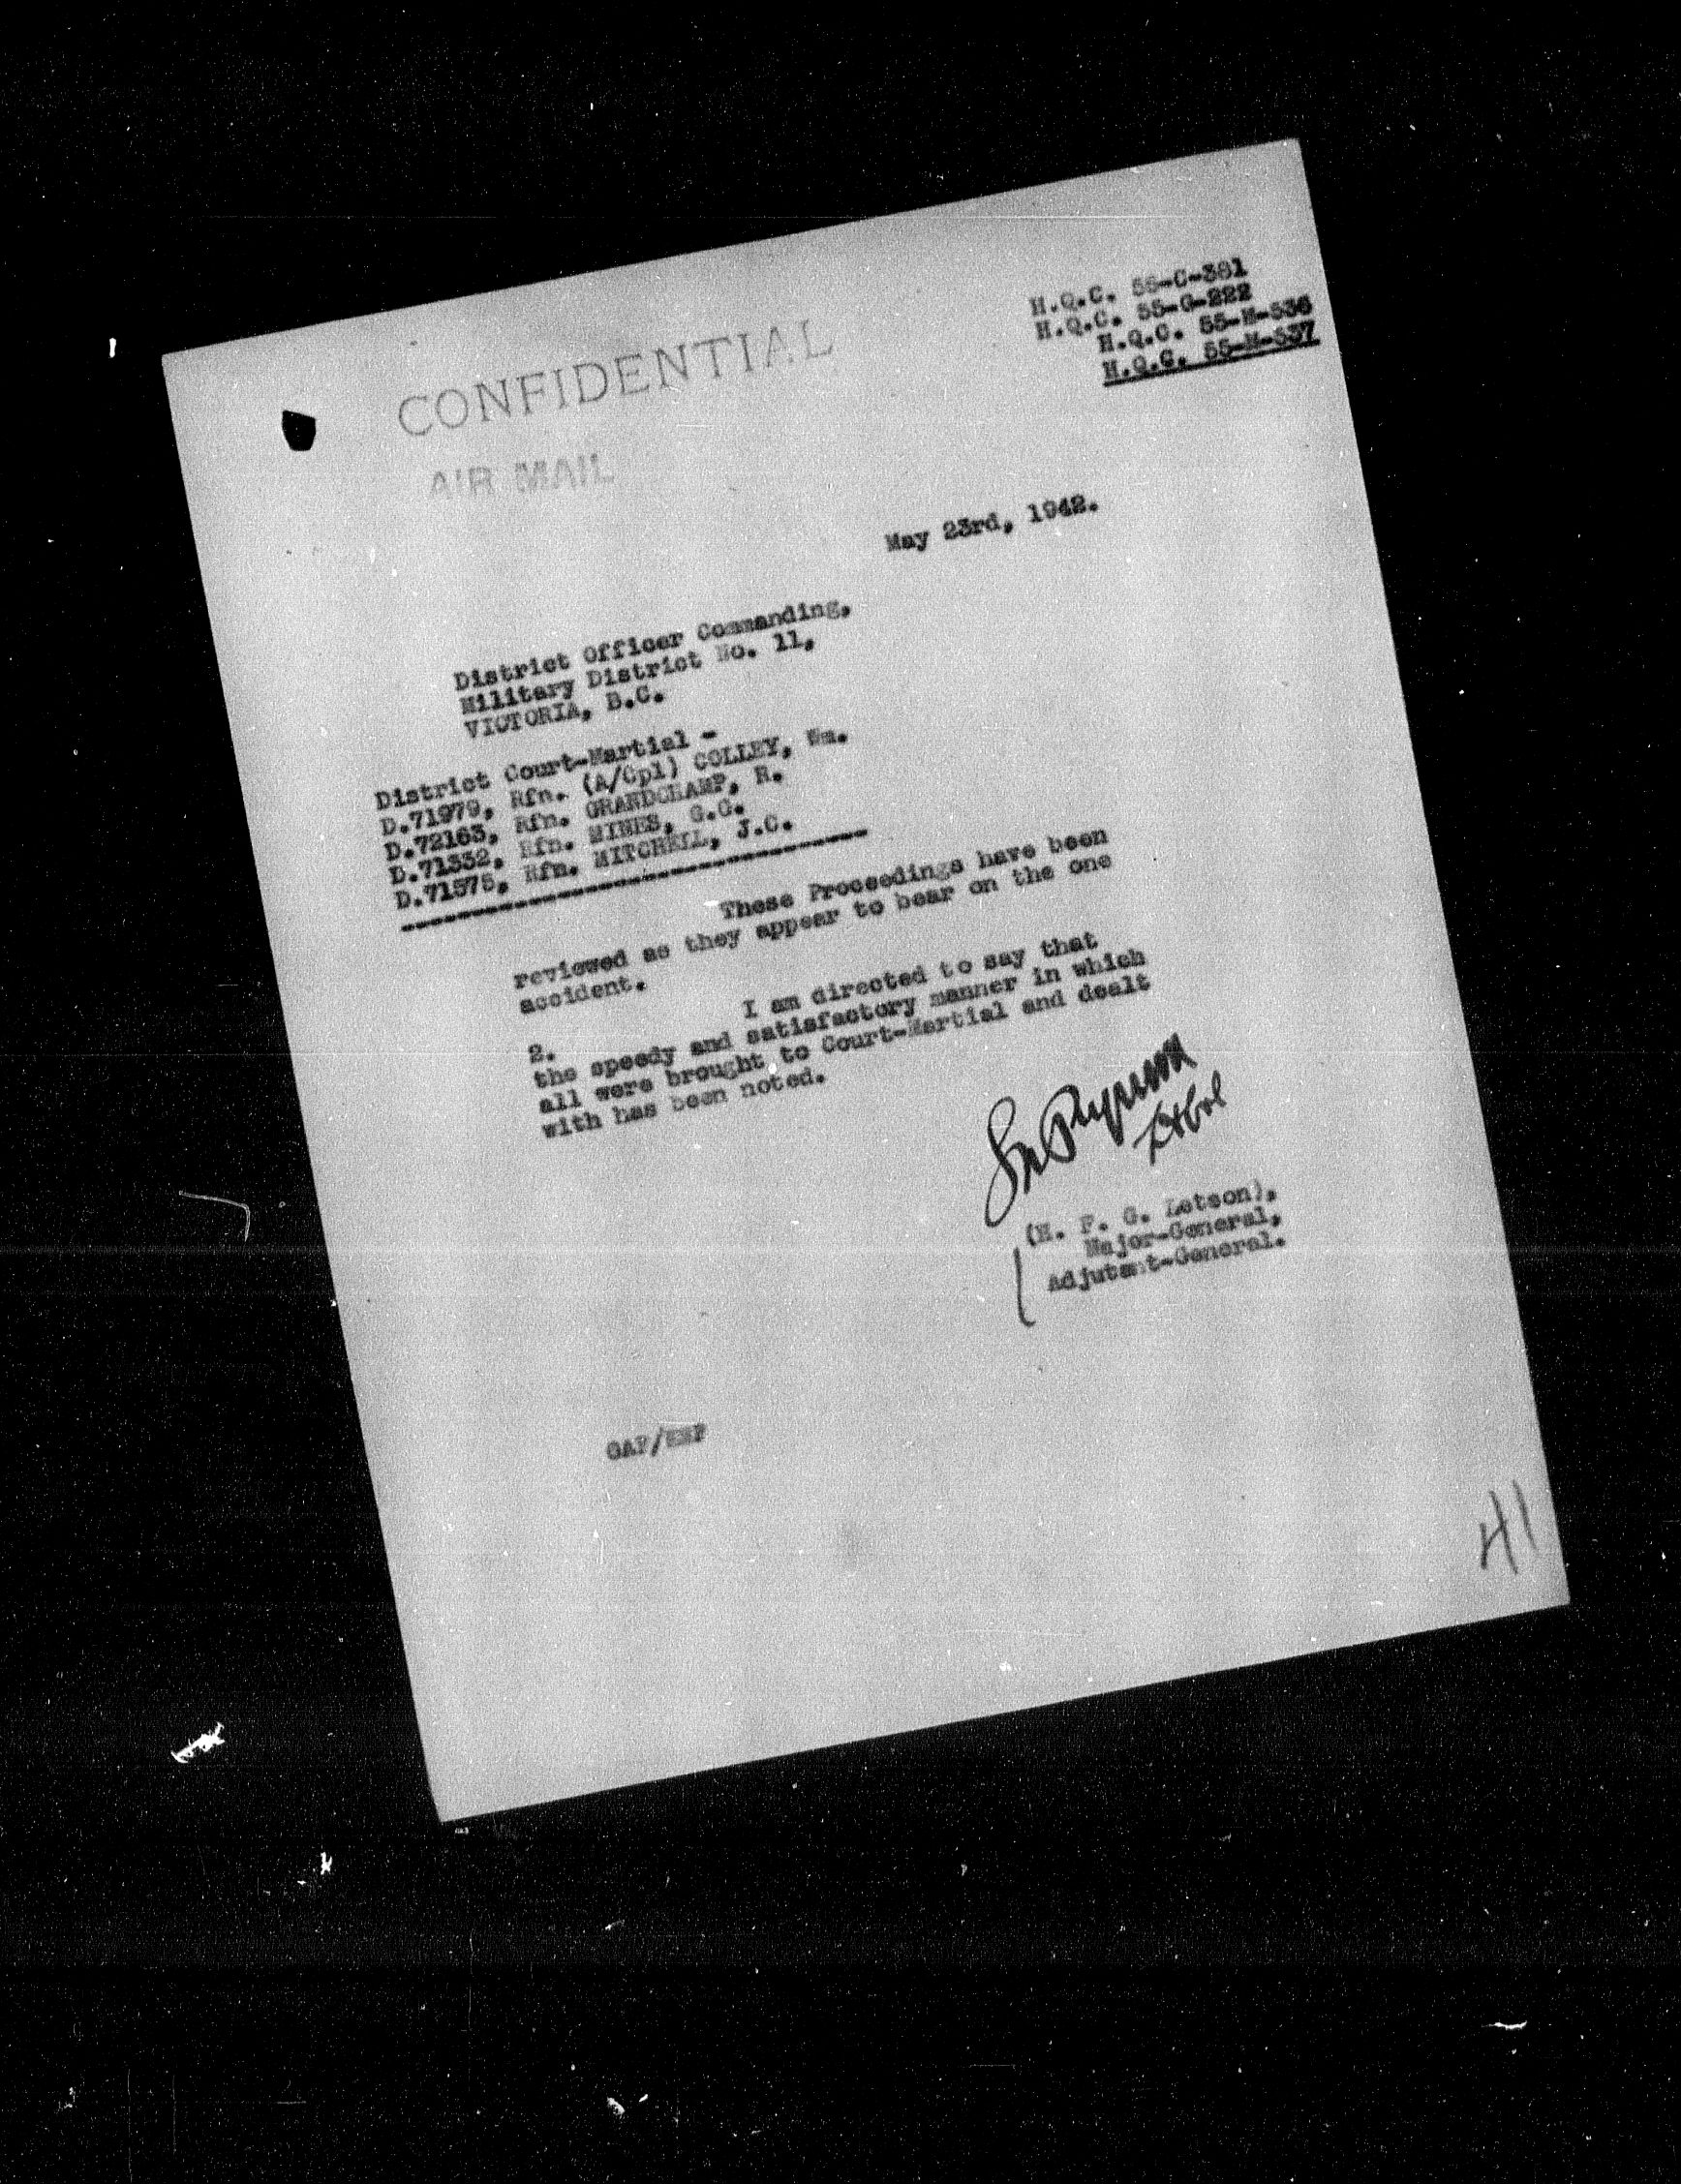 H.Q.C. 55-C-381
H.Q.C. 55-G-222
H.Q.C. 55-M-536
H.Q.C. 55-M-537
CONFIDENTIAL
AIR MAIL
May 23rd, 1942.
District Officer Commanding,
Military District No. 11,
VICTORIA, B.C.
District Court-Martial -
D.71979, Rfn. (A/Cpl) COLLEY, Wm.
D.72163, Rfn. GRANDCHAMP, R.
D.71332, Rfn. MINES, G.G.
D.71575, Rfn. MITCHELL, J.C.
These Proceedings have been
reviewed as they appear to bear on the one
accident.
2. I am directed to say that
the speedy and satisfactory manner in which
all were brought to Court-Martial and dealt
with has been noted.
(H. F. G. Letson),
Major-General,
Adjutant-General.
41